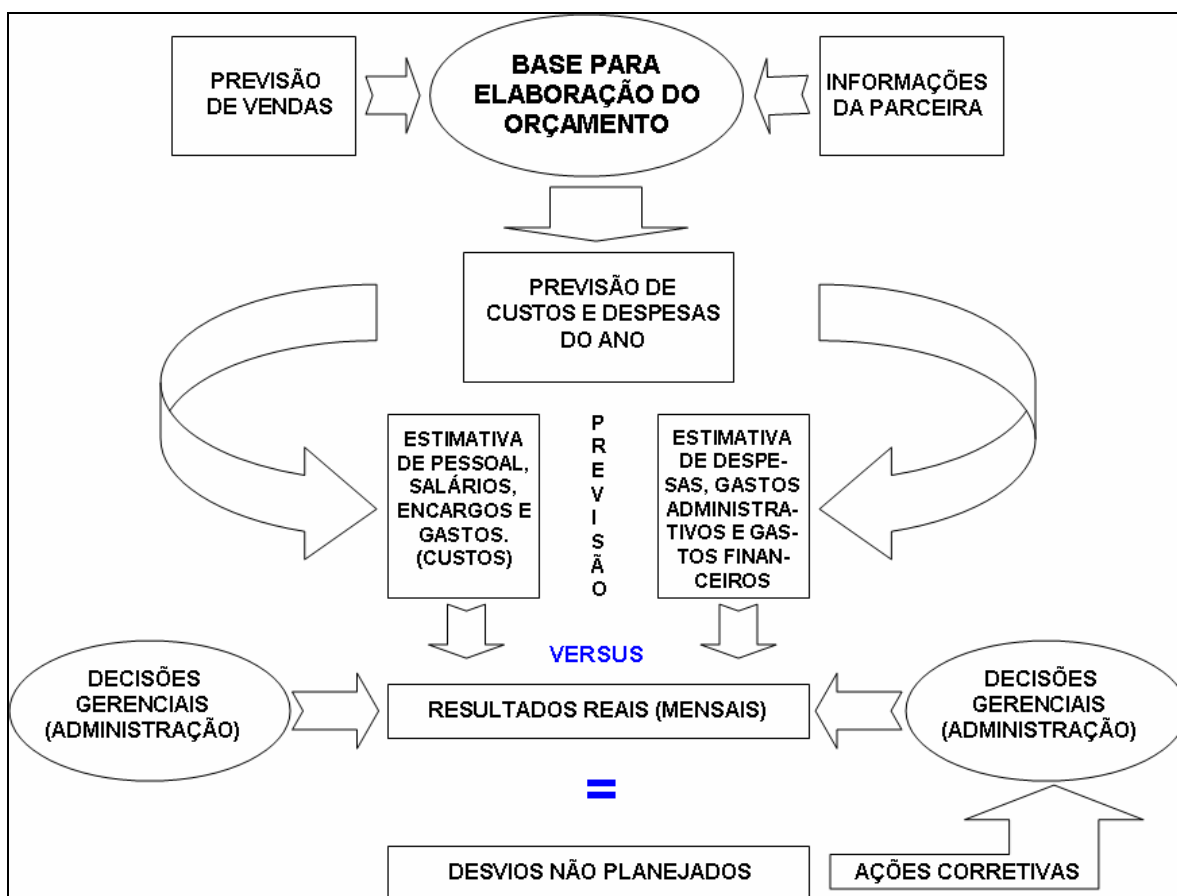 PREVISÃO
DE VENDAS
BASE PARA
ELABORAÇÃO DO
ORÇAMENTO
INFORMAÇÕES
DA PARCEIRA
PREVISÃO DE
CUSTOS E DESPESAS
DO ANO
ESTIMATIVA
DE PESSOAL,
SALÁRIOS,
ENCARGOS E
GASTOS.
(CUSTOS)
P
R
E
V
I
S
Ã
O
ESTIMATIVA
DE DESPE-
SAS, GASTOS
ADMINISTRA-
TIVOS E GAS-
TOS FINAN-
CEIROS
VERSUS
DECISÕES
GERENCIAIS
(ADMINISTRAÇÃO)
RESULTADOS REAIS (MENSAIS)
DECISÕES
GERENCIAIS
(ADMINISTRAÇÃO)
=
DESVIOS NÃO PLANEJADOS
AÇÕES CORRETIVAS